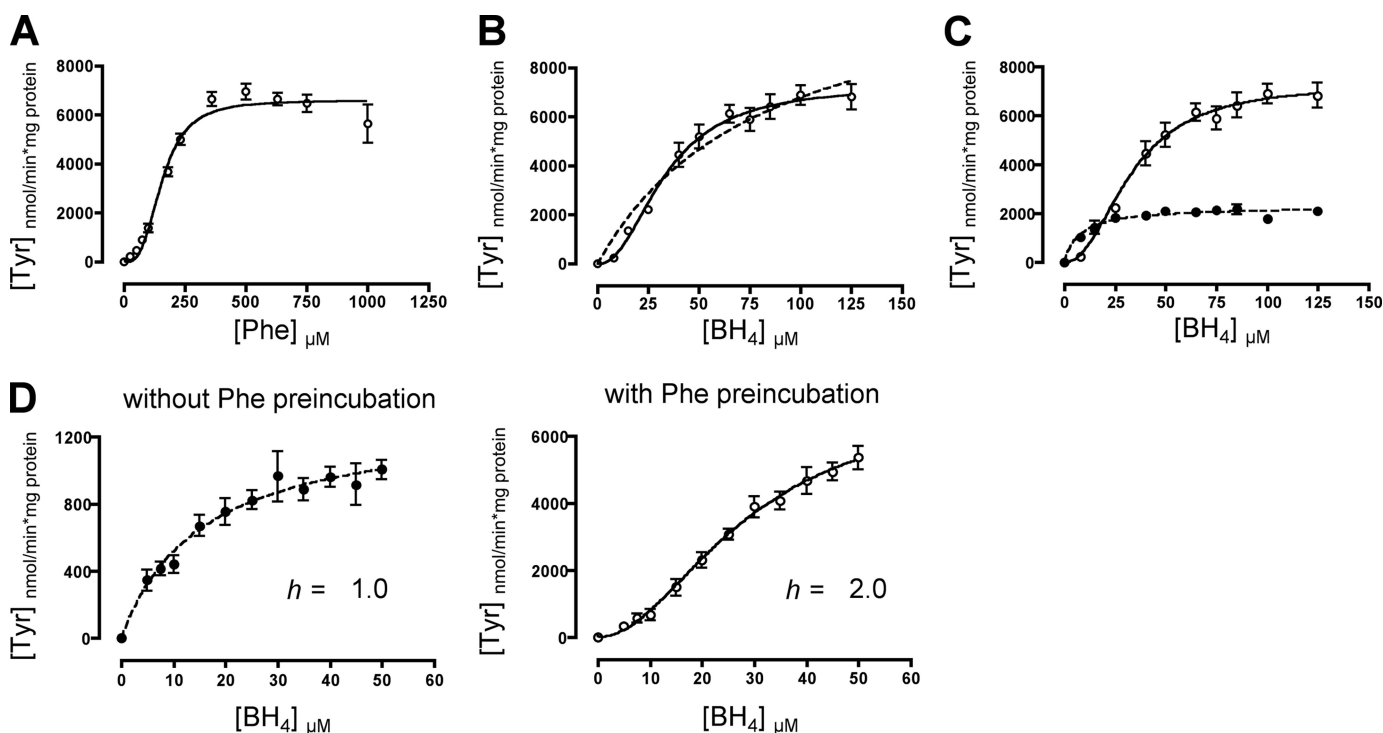 A
[Tyr] nmol/min*mg protein
8000
6000
4000
2000
0
0 250 500 750 1000 1250
[Phe] µM
B
[Tyr] nmol/min*mg protein
8000
6000
4000
2000
0
0 25 50 75 100 125 150
[BH4] µM
C
[Tyr] nmol/min*mg protein
8000
6000
4000
2000
0
0 25 50 75 100 125 150
[BH4] µM
D
without Phe preincubation
[Tyr] nmol/min*mg protein
1200
800
400
0
h = 1.0
0 10 20 30 40 50 60
[BH4] µM
with Phe preincubation
[Tyr] nmol/min*mg protein
6000
4000
2000
0
h = 2.0
0 10 20 30 40 50 60
[BH4] µM